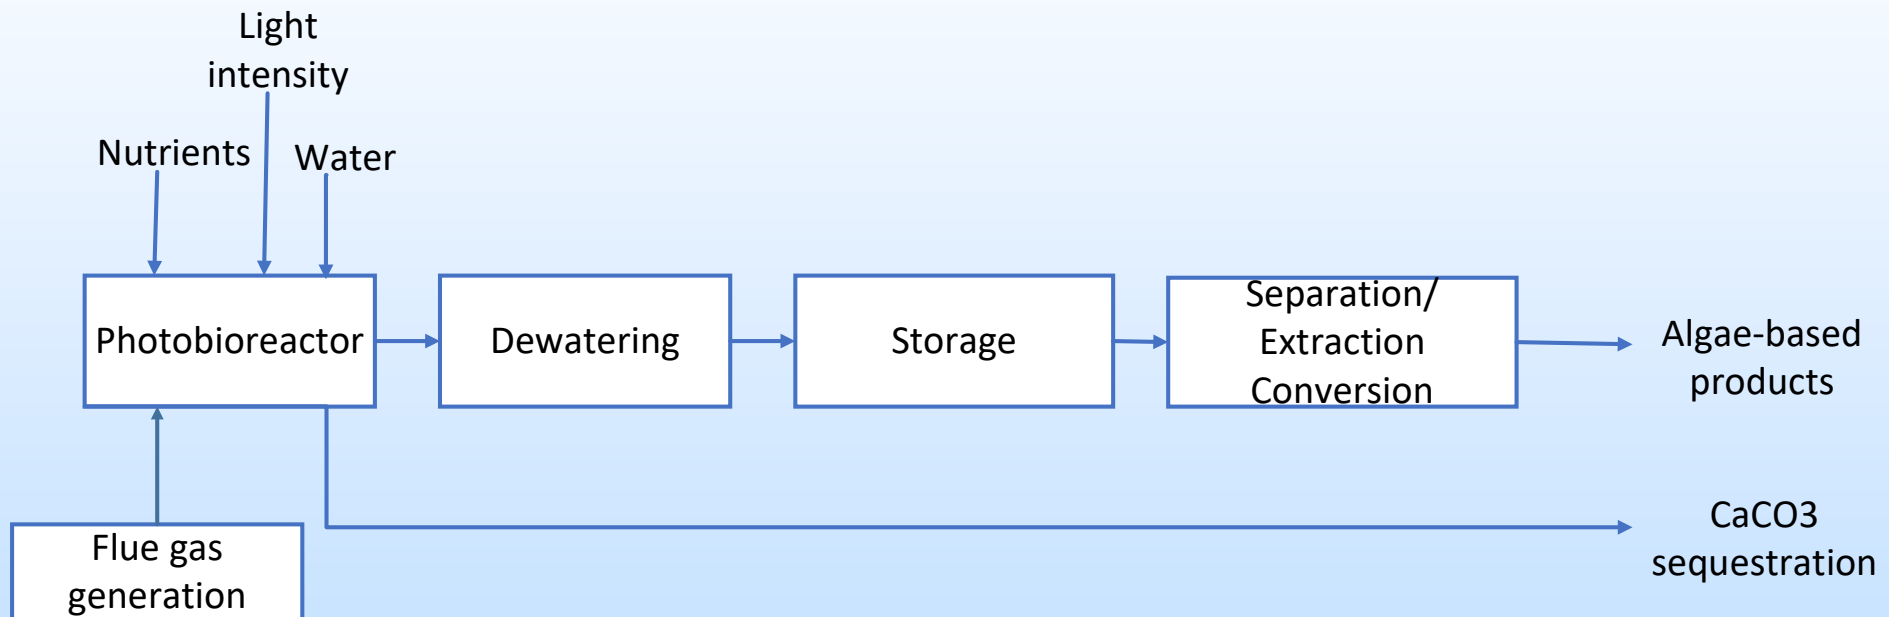 Light
intensity
Nutrients
Water
Photobioreactor
Dewatering
Storage
Separation/
Extraction
Conversion
Algae-based
products
CaCO3
sequestration
Flue gas
generation